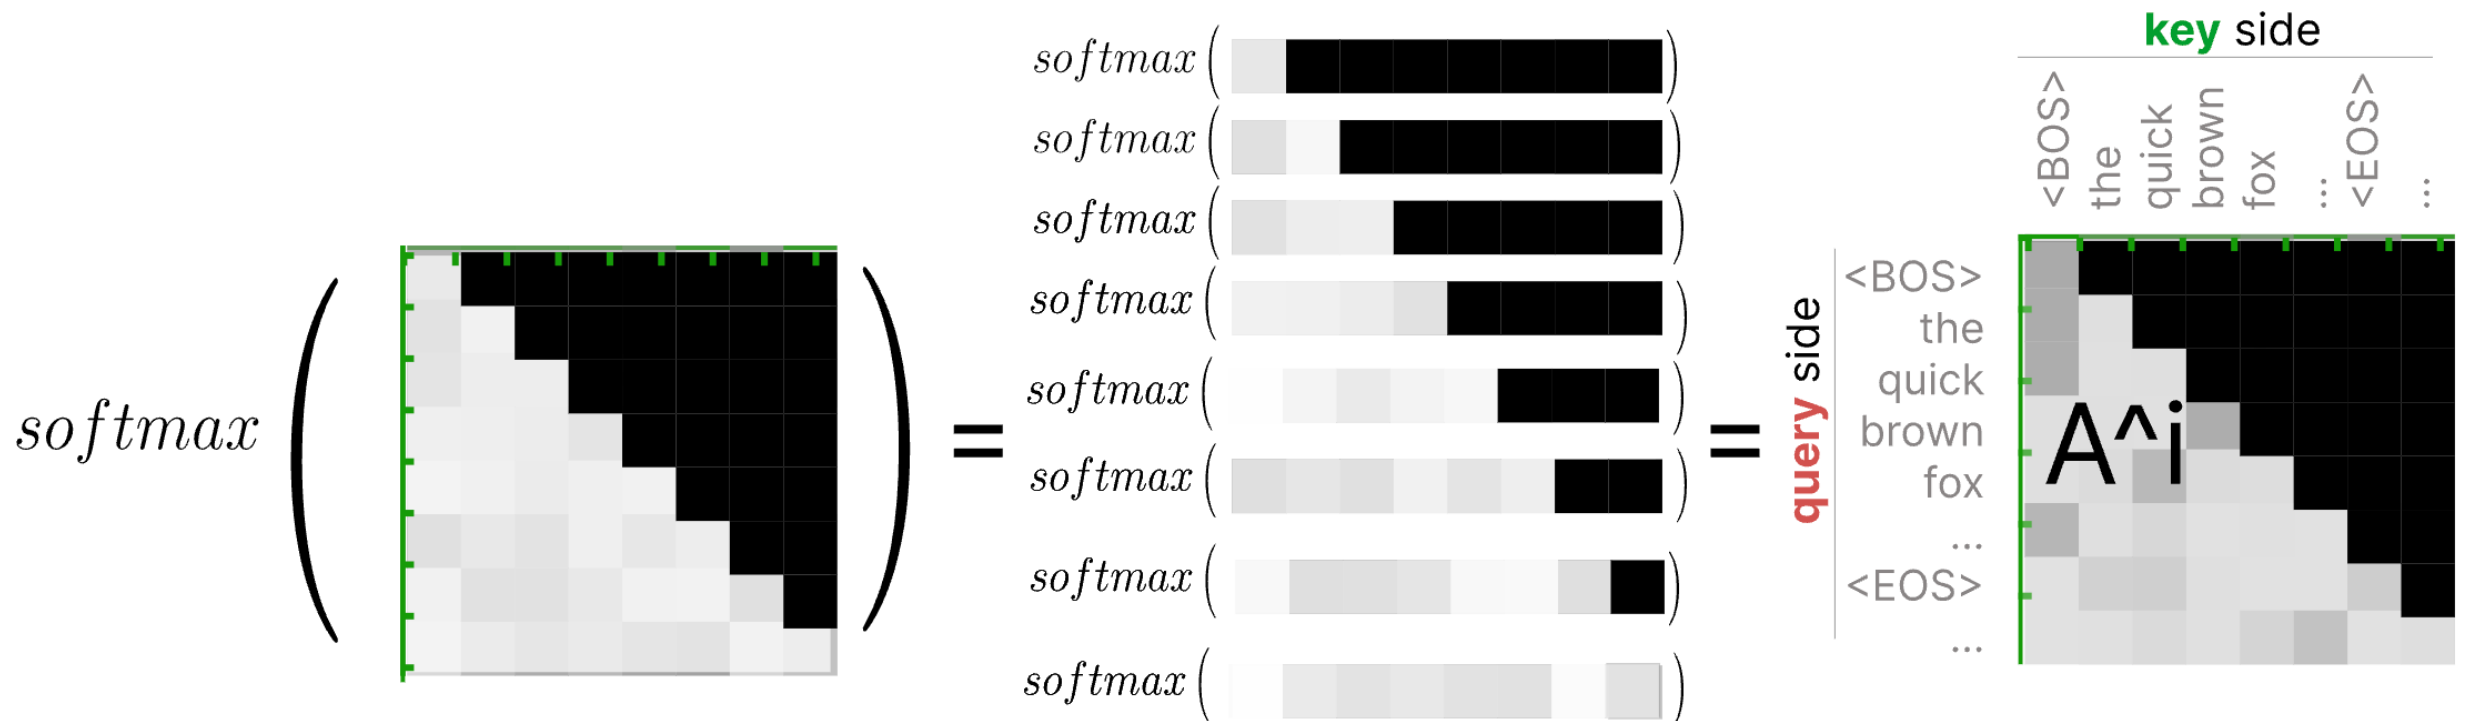 softmax (
)
=
softmax ( )
softmax ( )
softmax ( )
softmax ( )
softmax ( )
softmax ( )
softmax ( )
softmax ( )
=
key side
<BOS>
the
quick
brown
fox
...
<EOS>
...
query side
<BOS>
the
quick
brown
fox
...
<EOS>
...
A^i